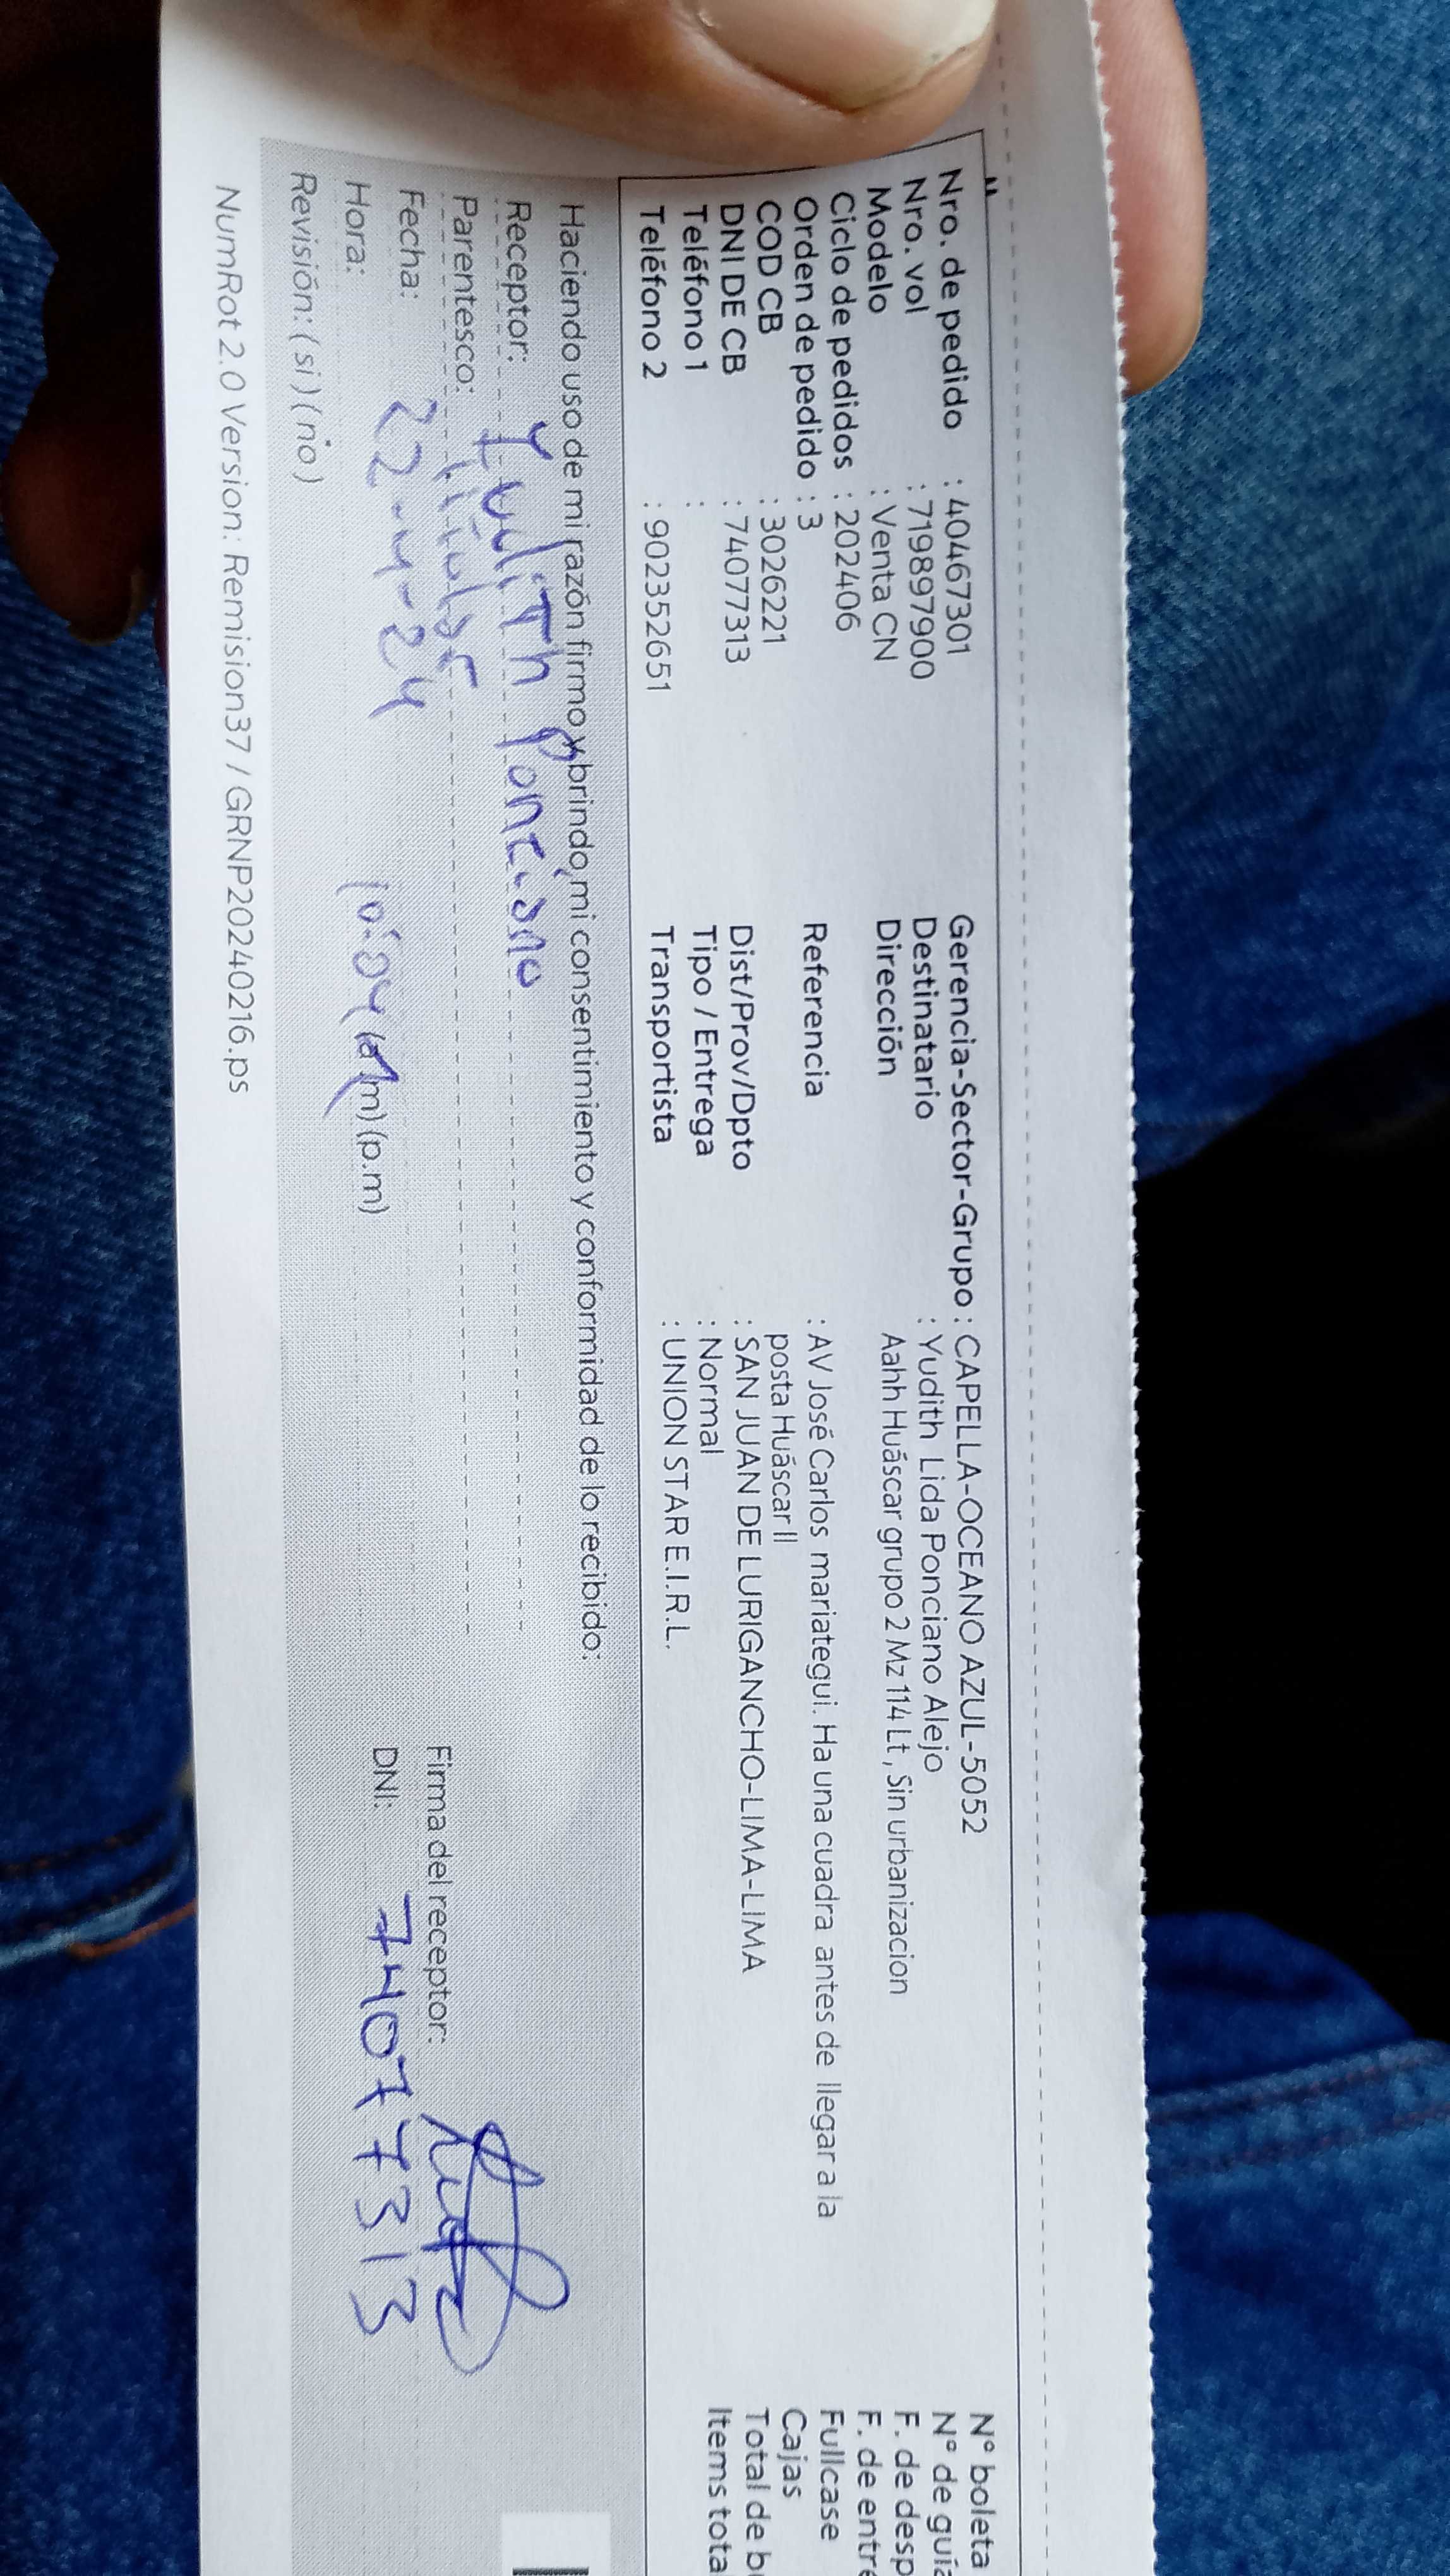 Nro. de pedido : 40467301
Nro. vol : 719897900
Modelo : Venta CN
Ciclo de pedidos : 202406
Orden de pedido : 3
COD CB : 3026221
DNI DE CB : 74077313
Teléfono 1 :
Teléfono 2 : 902352651
Gerencia-Sector-Grupo : CAPELLA-OCEANO AZUL-5052
Destinatario : Yudith Lida Ponciano Alejo
Dirección Aahh Huáscar grupo 2 Mz 114 Lt , Sin urbanizacion
Referencia : AV José Carlos mariategui. Ha una cuadra antes de llegar a la
posta Huáscar II
Dist/Prov/Dpto : SAN JUAN DE LURIGANCHO-LIMA-LIMA
Tipo / Entrega : Normal
Transportista : UNION STAR E.I.R.L.
N° boleta
N° de guía
F. de desp
F. de entre
Fullcase
Cajas
Total de b
Items tota
Haciendo uso de mi razón firmo y brindo mi consentimiento y conformidad de lo recibido:
Receptor: Yudith Ponciano
Parentesco: titular
Fecha: 22-4-24
Hora: 10:04 (a.m) (p.m)
Revisión: ( si ) ( no )
Firma del receptor:
DNI: 74077313
NumRot 2.0 Version: Remision37 / GRNP20240216.ps